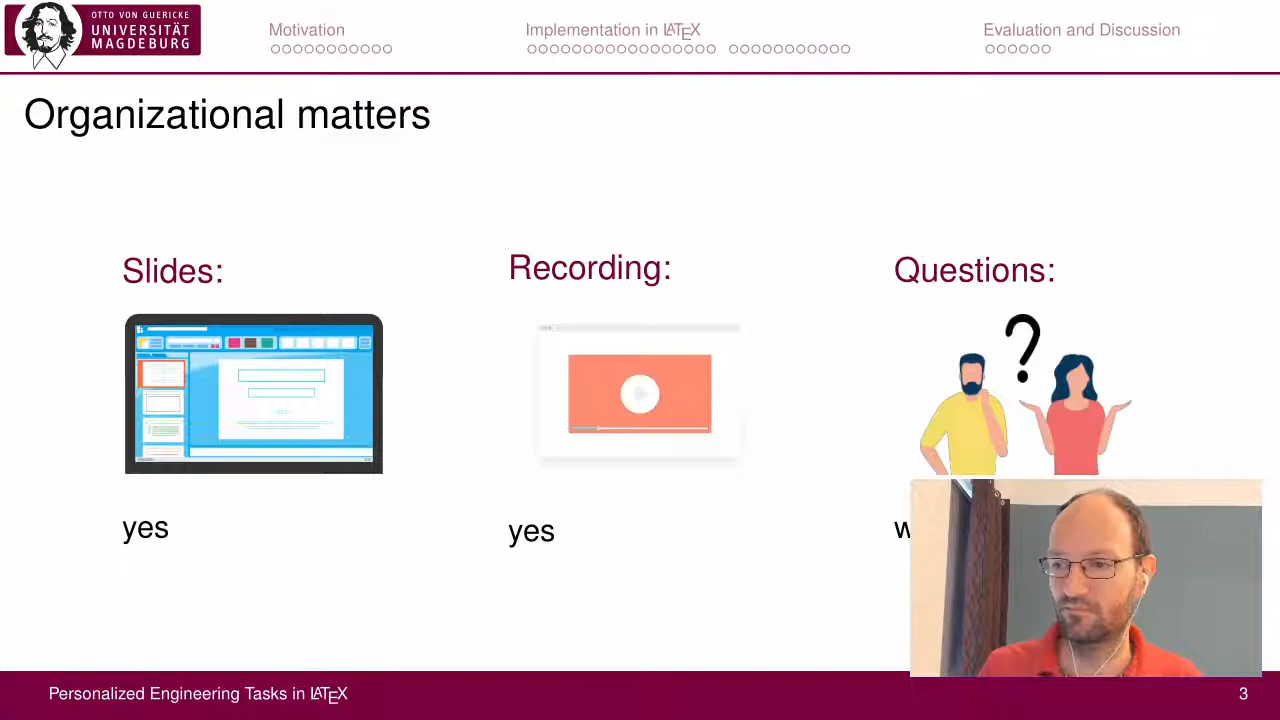 OTTO VON GUERICKE
UNIVERSITÄT
MAGDEBURG
Motivation
Implementation in LATEX
Evaluation and Discussion
Organizational matters
Slides:
Recording:
Questions:
?
yes
yes
Personalized Engineering Tasks in LATEX
3